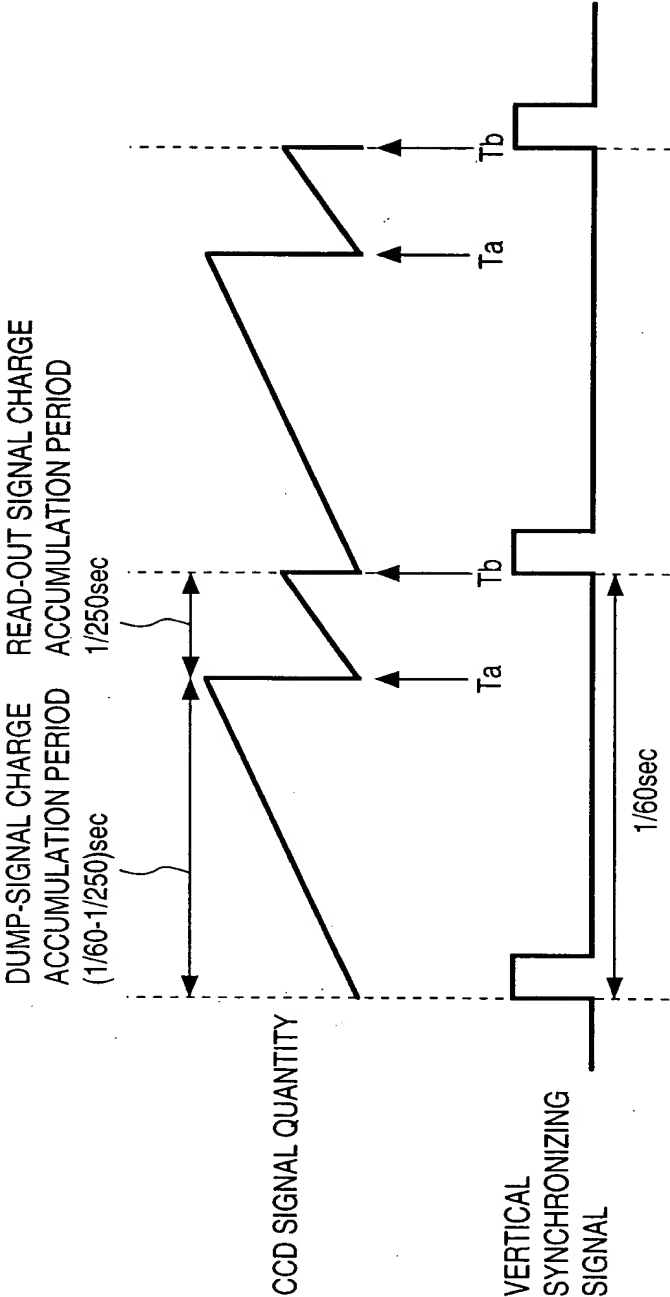 DUMP-SIGNAL CHARGE
ACCUMULATION PERIOD
(1/60-1/250)sec
READ-OUT SIGNAL CHARGE
ACCUMULATION PERIOD
1/250sec
CCD SIGNAL QUANTITY
Ta
Tb
Ta
Tb
VERTICAL
SYNCHRONIZING
SIGNAL
1/60sec